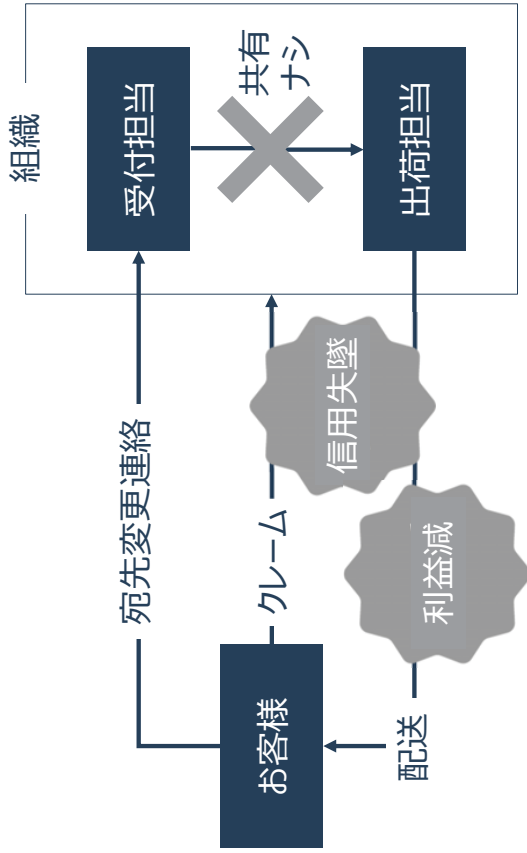 組織
受付担当
共有
ナシ
出荷担当
宛先変更連絡
クレーム
信用失墜
利益減
お客様
配送